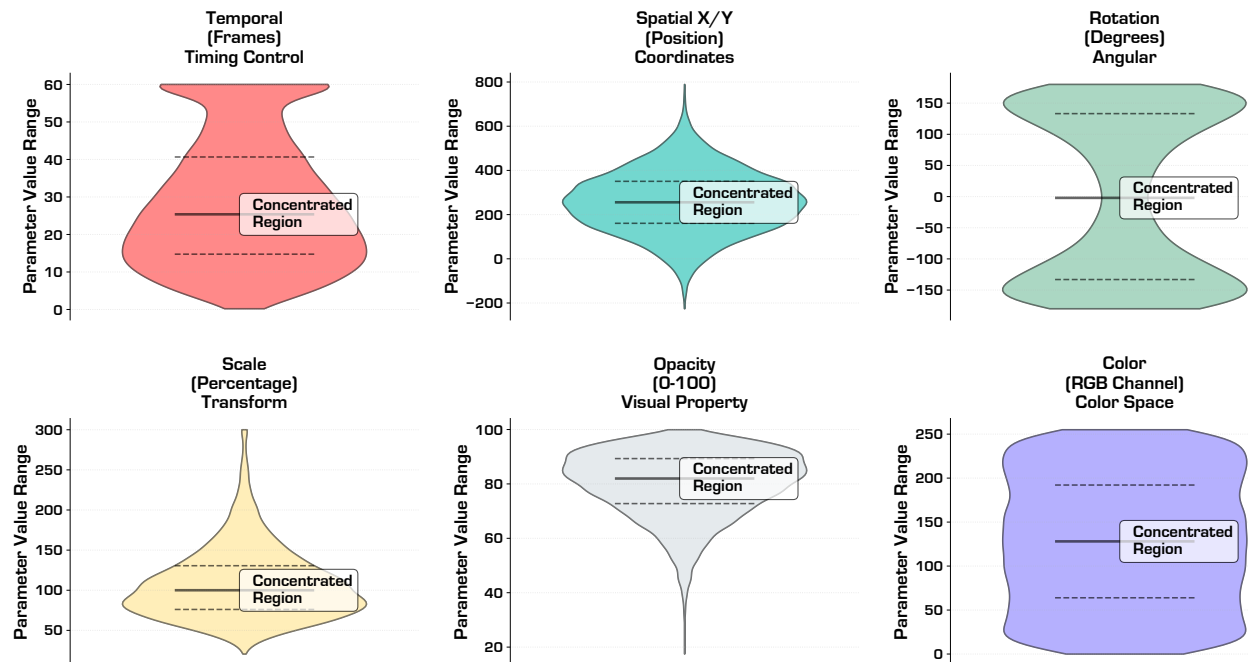 Temporal
(Frames)
Timing Control
Parameter Value Range
60
50
40
30
20
10
0
Concentrated
Region
Spatial X/Y
(Position)
Coordinates
Parameter Value Range
800
600
400
200
0
−200
Concentrated
Region
Rotation
(Degrees)
Angular
Parameter Value Range
150
100
50
0
−50
−100
−150
Concentrated
Region
Scale
(Percentage)
Transform
Parameter Value Range
300
250
200
150
100
50
Concentrated
Region
Opacity
(0-100)
Visual Property
Parameter Value Range
100
80
60
40
20
Concentrated
Region
Color
(RGB Channel)
Color Space
Parameter Value Range
250
200
150
100
50
0
Concentrated
Region